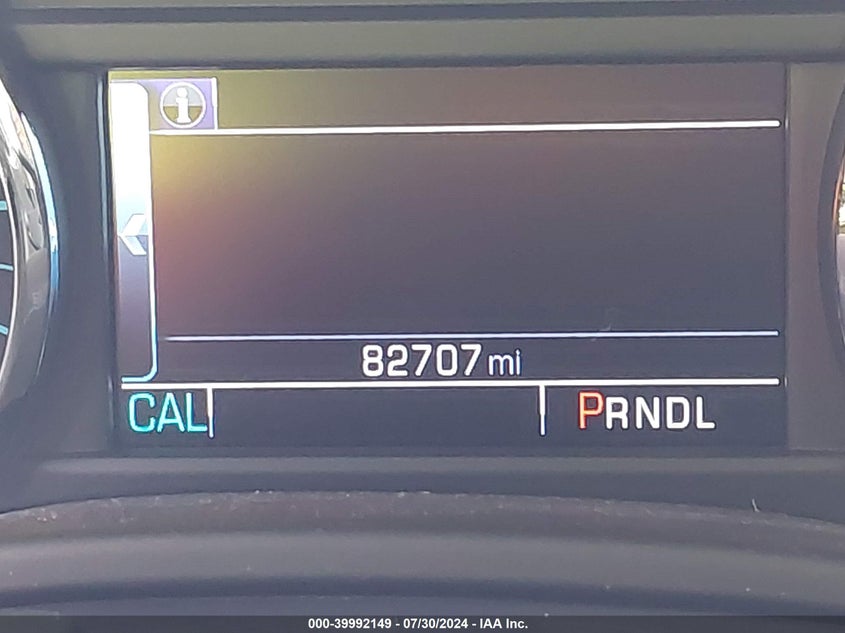 i
82707 mi
CAL
PRNDL
000-39992149 - 07/30/2024 - IAA Inc.